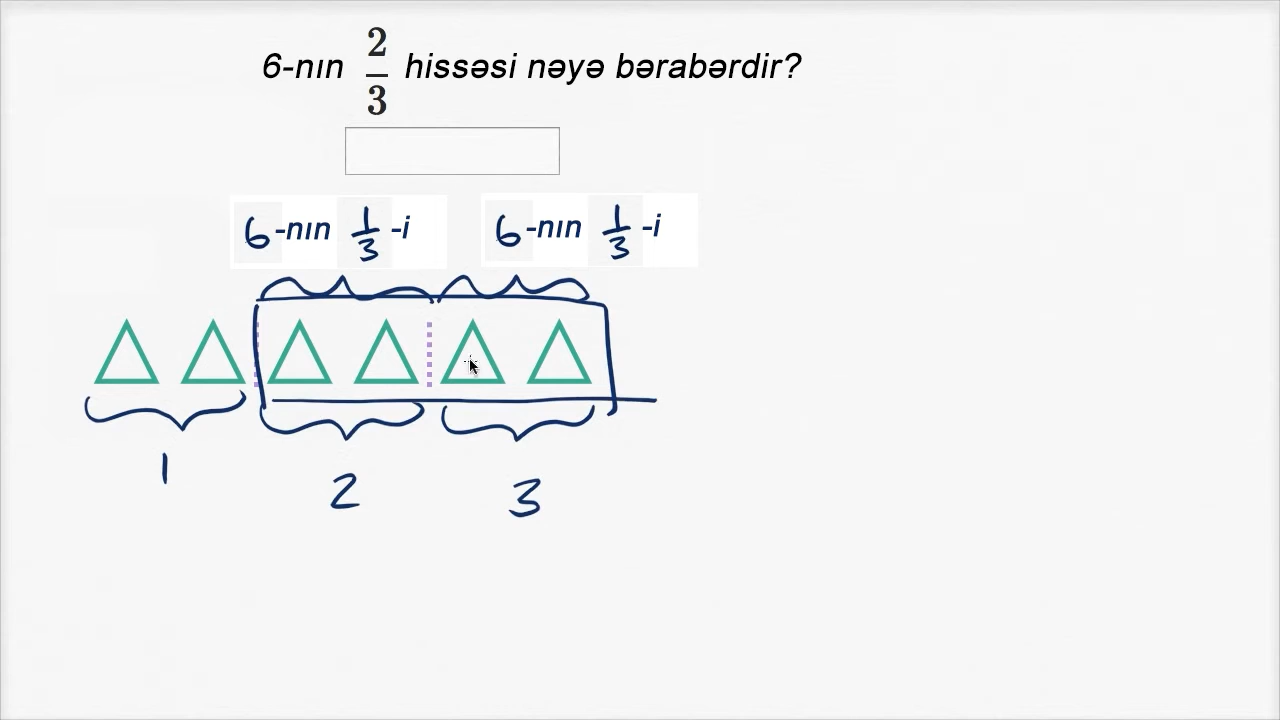 6-nın 2/3 hissəsi nəyə bərabərdir?
6-nın 1/3-i 6-nın 1/3-i
1 2 3